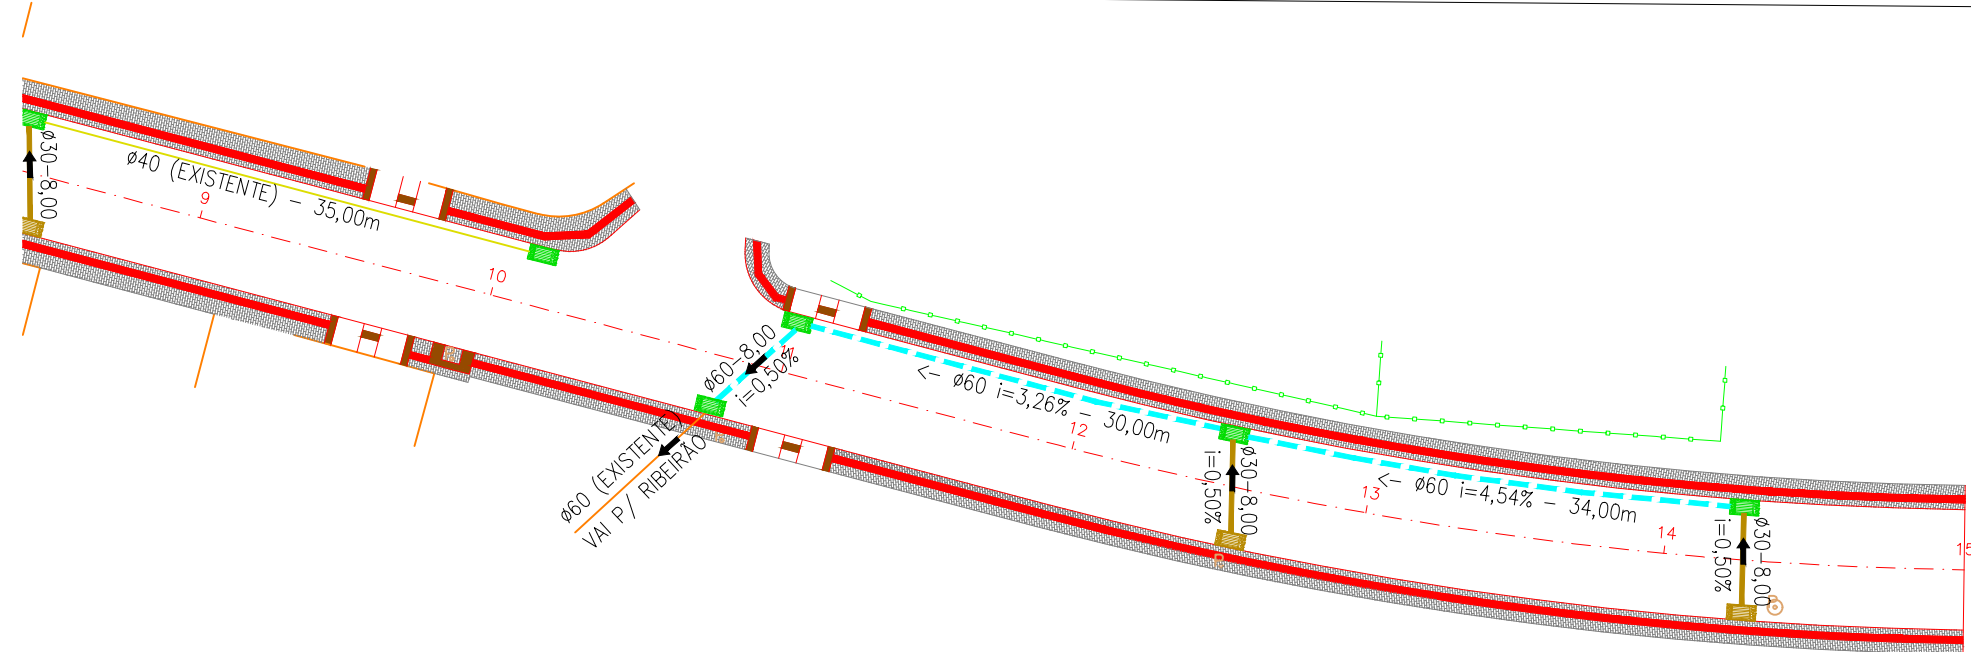 ø30-8,00
ø40 (EXISTENTE) - 35,00m
9
10
ø60-8,00
i=0,50%
11
ø60 (EXISTENTE)
VAI P/ RIBEIRÃO
<- ø60 i=3,26% - 30,00m
12
ø30-8,00
i=0,50%
<- ø60 i=4,54% - 34,00m
13
14
ø30-8,00
i=0,50%
15